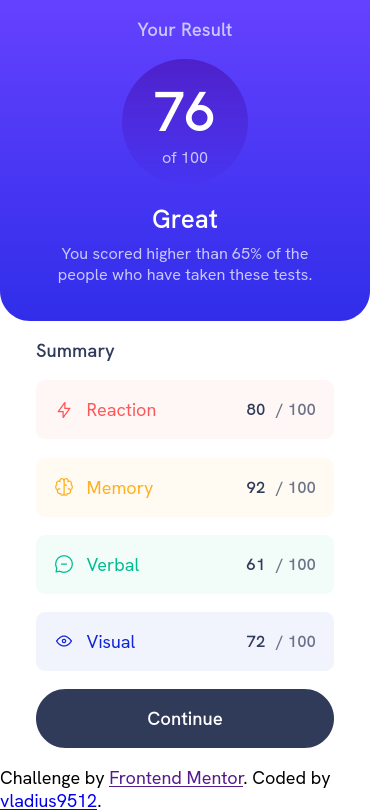 Your Result
76
of 100
Great
You scored higher than 65% of the
people who have taken these tests.
Summary
Reaction 80 / 100
Memory 92 / 100
Verbal 61 / 100
Visual 72 / 100
Continue
Challenge by Frontend Mentor. Coded by
vladius9512.